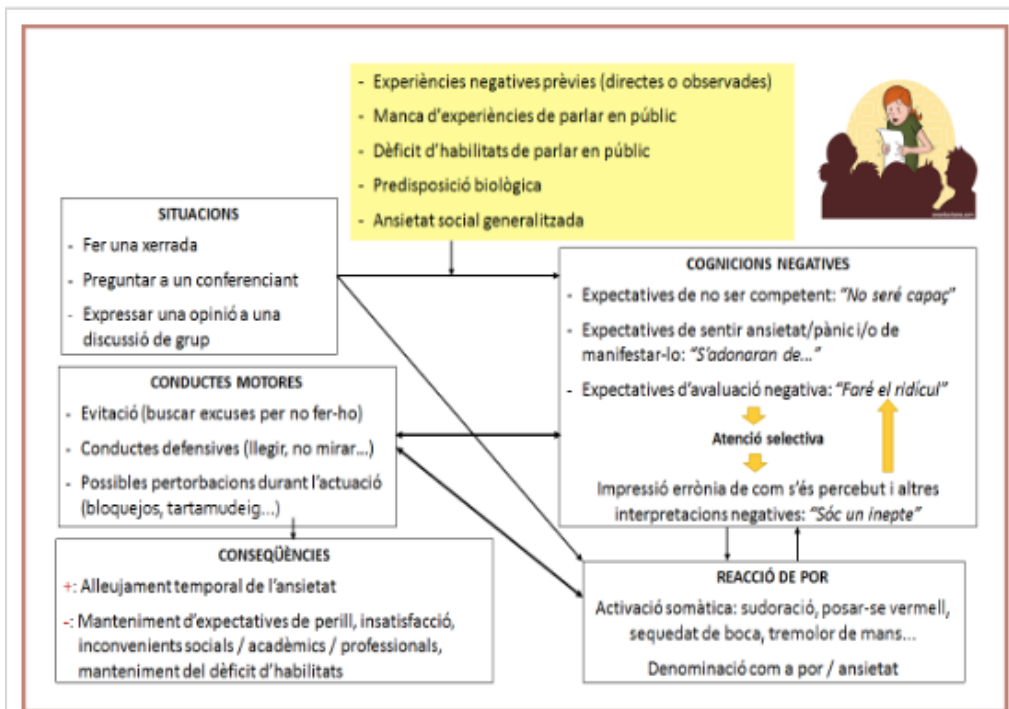 - Experiències negatives prèvies (directes o observades)
- Manca d'experiències de parlar en públic
- Dèficit d'habilitats de parlar en públic
- Predisposició biològica
- Ansietat social generalitzada
SITUACIONS
- Fer una xerrada
- Preguntar a un conferenciant
- Expressar una opinió a una
discussió de grup
COGNICIONS NEGATIVES
- Expectatives de no ser competent: "No seré capaç"
- Expectatives de sentir ansietat/pànic i/o de
manifestar-lo: "S'adonaran de..."
- Expectatives d'avaluació negativa: "Faré el ridícul"
Atenció selectiva
Impressió errònia de com s'és percebut i altres
interpretacions negatives: "Sóc un inepte"
CONDUCTES MOTORES
- Evitació (buscar excuses per no fer-ho)
- Conductes defensives (llegir, no mirar...)
- Possibles pertorbacions durant l'actuació
(bloquejos, tartamudeig...)
CONSEQÜÈNCIES
+: Alleujament temporal de l'ansietat
-: Manteniment d'expectatives de perill, insatisfacció,
inconvenients socials / acadèmics / professionals,
manteniment del dèficit d'habilitats
REACCIÓ DE POR
Activació somàtica: sudoració, posar-se vermell,
sequedat de boca, tremolor de mans...
Denominació com a por / ansietat